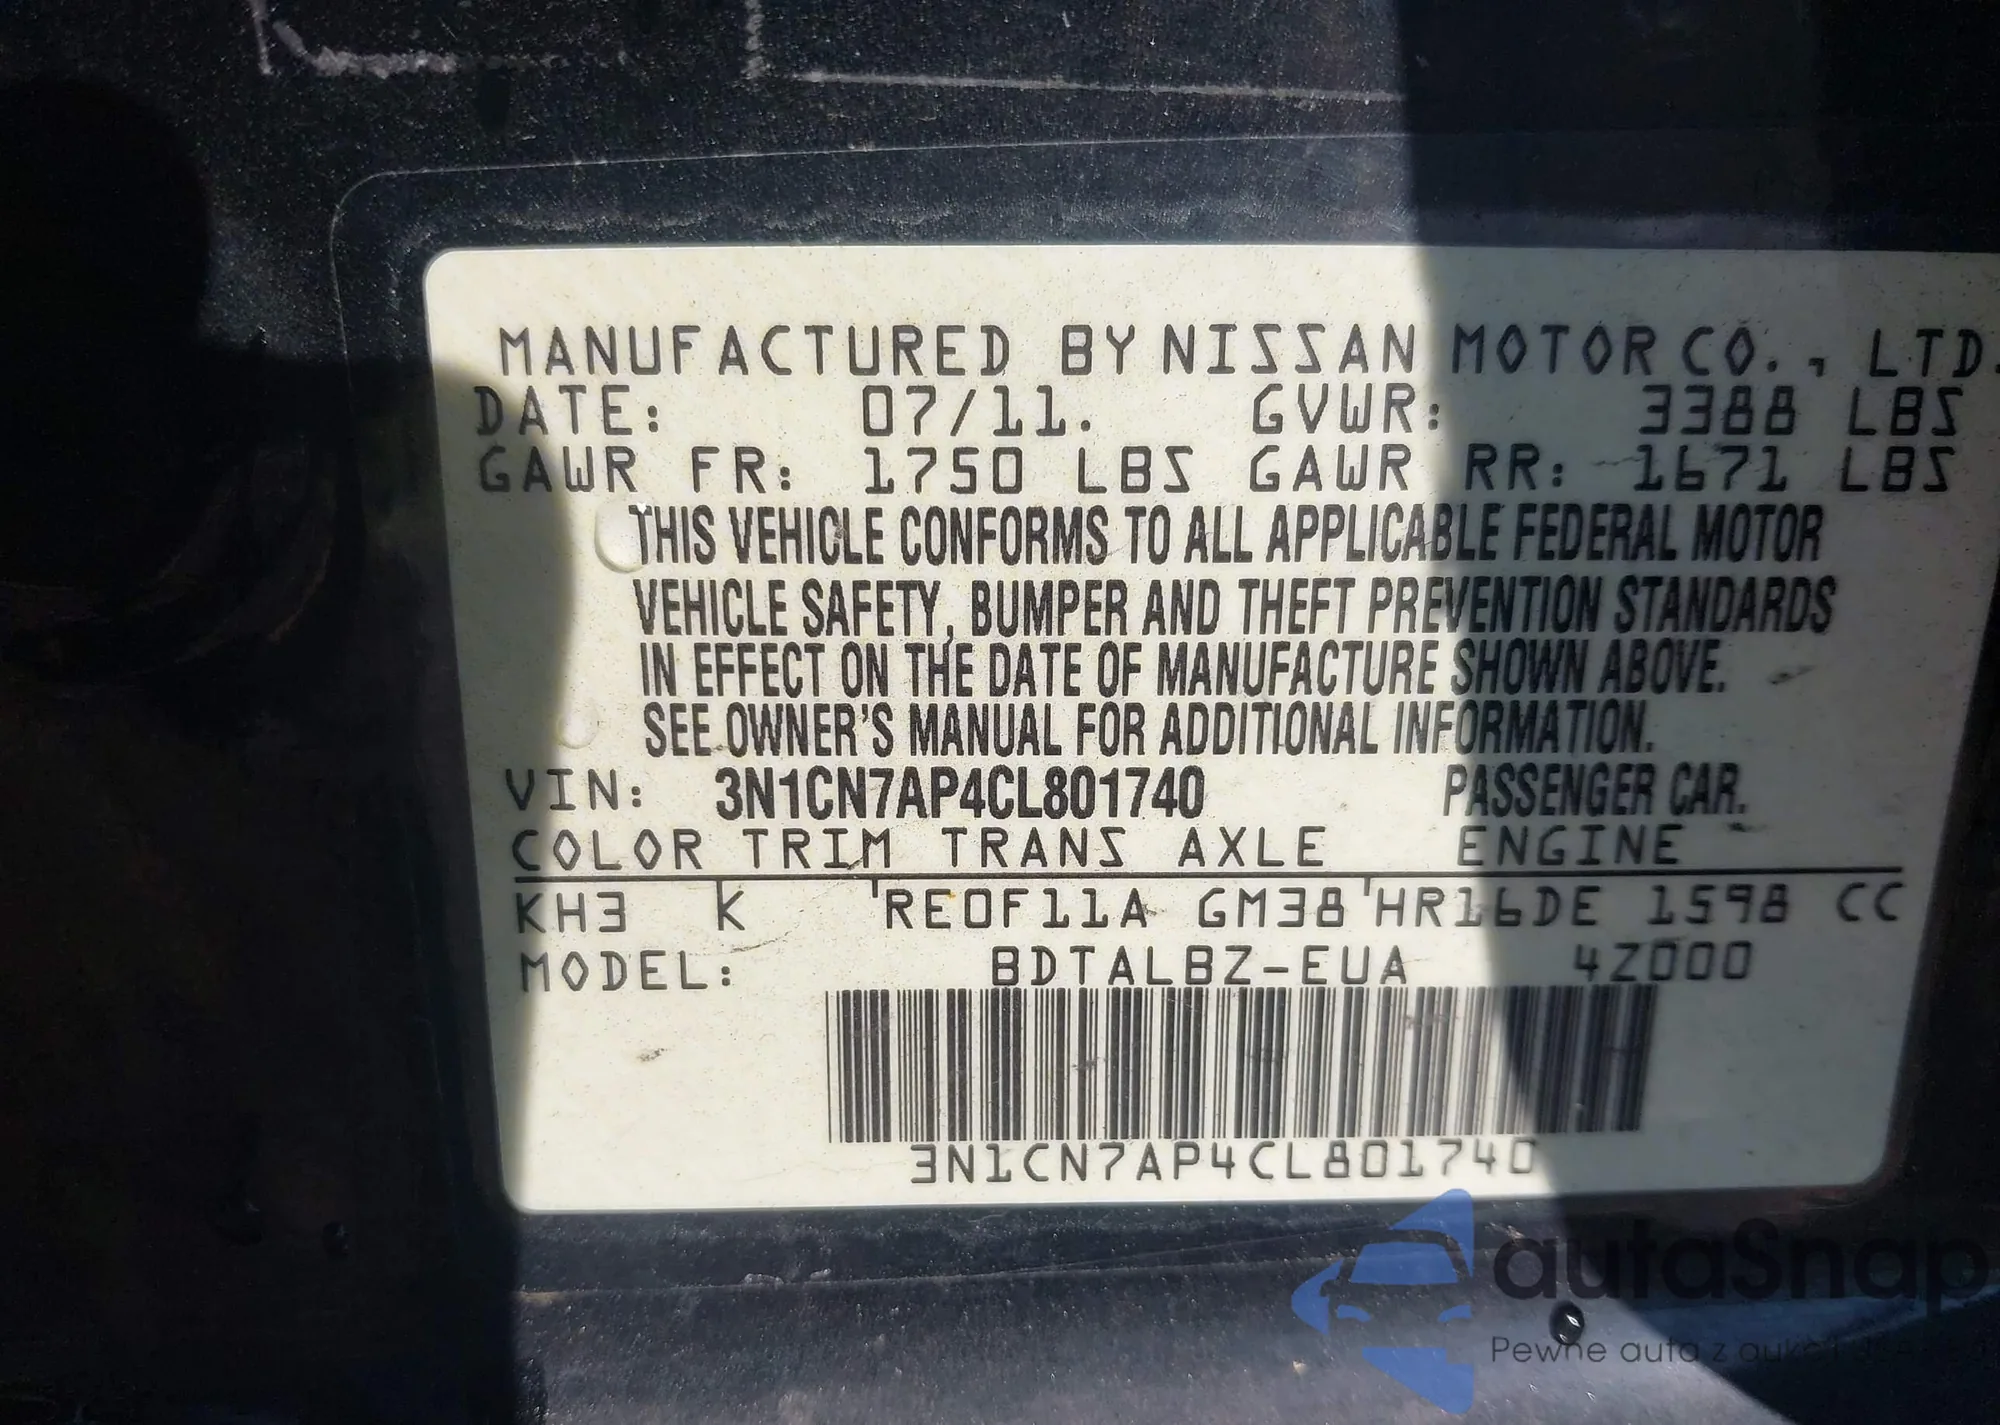 MANUFACTURED BY NISSAN MOTOR CO., LTD.
DATE: 07/11. GVWR: 3388 LBS
GAWR FR: 1750 LBS GAWR RR: 1671 LBS
THIS VEHICLE CONFORMS TO ALL APPLICABLE FEDERAL MOTOR
VEHICLE SAFETY, BUMPER AND THEFT PREVENTION STANDARDS
IN EFFECT ON THE DATE OF MANUFACTURE SHOWN ABOVE.
SEE OWNER'S MANUAL FOR ADDITIONAL INFORMATION.
VIN: 3N1CN7AP4CL801740 PASSENGER CAR.
COLOR TRIM TRANS AXLE ENGINE
KH3 K RE0F11A GM38 HR16DE 1598 CC
MODEL: BDTALBZ-EUA 4Z000
3N1CN7AP4CL801740
autaSnap
Pewne auta z